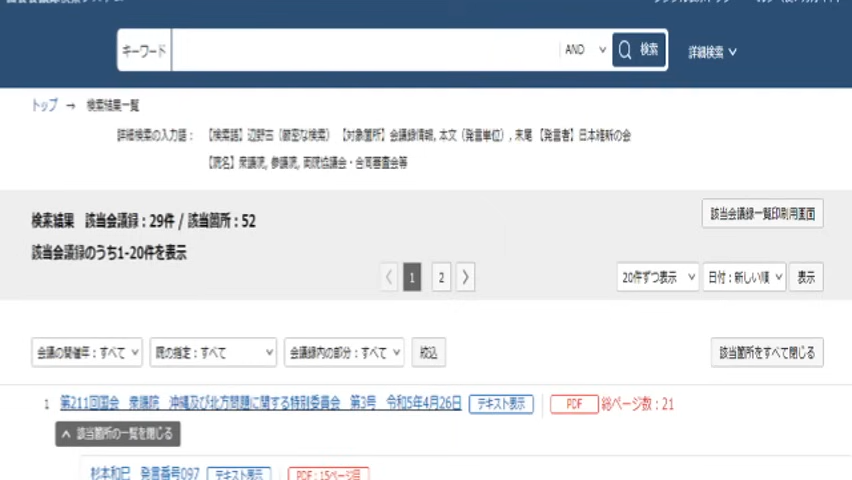 キーワード AND 検索 詳細検索
トップ → 検索結果一覧
詳細検索の入力語： 【検索語】辺野古（厳密な検索）【対象箇所】会議録情報, 本文（発言単位）, 末尾【発言者】日本維新の会
【院名】衆議院, 参議院, 両院協議会・合同審査会等
検索結果 該当会議録：29件 / 該当箇所：52
該当会議録一覧印刷用画面
該当会議録のうち1-20件を表示
1 2
20件ずつ表示 日付：新しい順 表示
会議の開催年：すべて 院の指定：すべて 会議録内の部分：すべて 絞込 該当箇所をすべて閉じる
1 第211回国会 衆議院 沖縄及び北方問題に関する特別委員会 第3号 令和5年4月26日 テキスト表示 PDF 総ページ数：21
該当箇所の一覧を閉じる
杉本和巳 発言番号097 テキスト表示 PDF：15ページ目